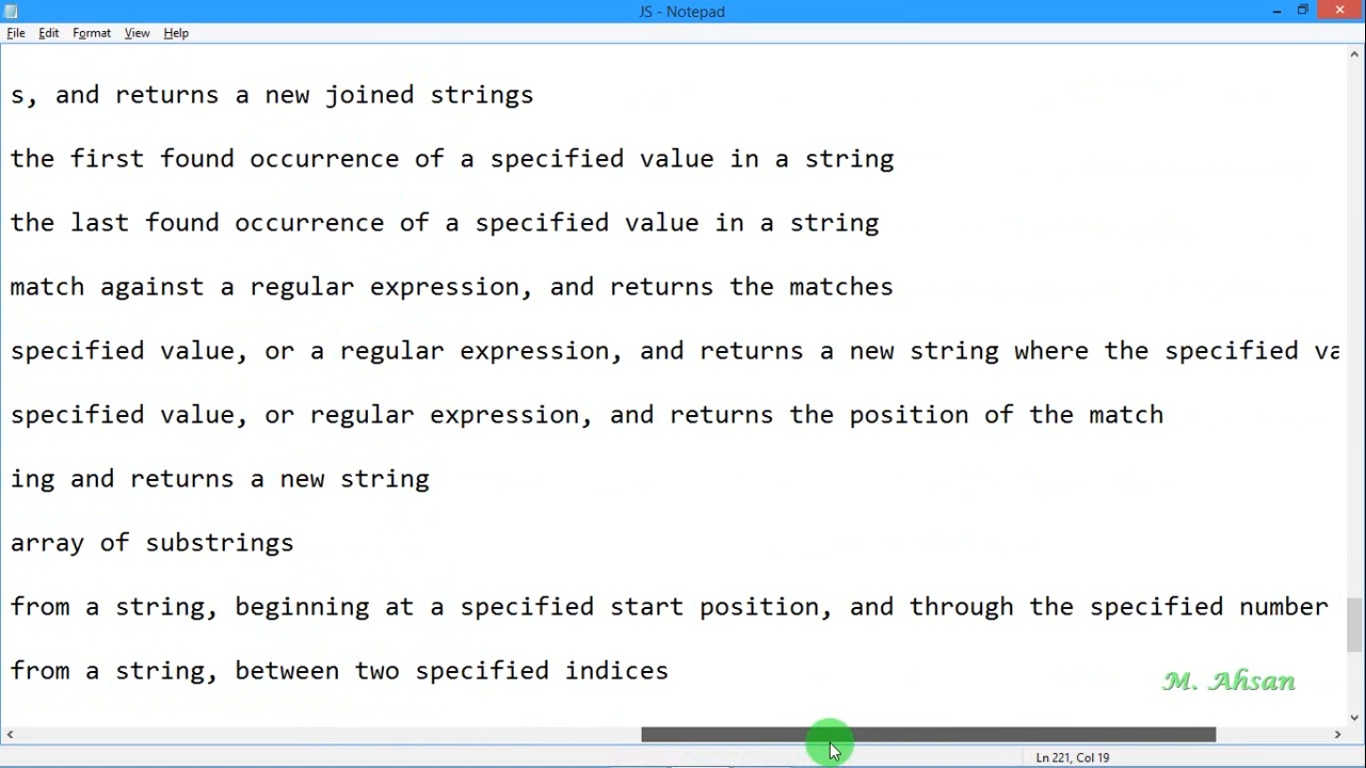 JS - Notepad
File Edit Format View Help
s, and returns a new joined strings
the first found occurrence of a specified value in a string
the last found occurrence of a specified value in a string
match against a regular expression, and returns the matches
specified value, or a regular expression, and returns a new string where the specified va
specified value, or regular expression, and returns the position of the match
ing and returns a new string
array of substrings
from a string, beginning at a specified start position, and through the specified number
from a string, between two specified indices
M. Ahsan
Ln 221, Col 19